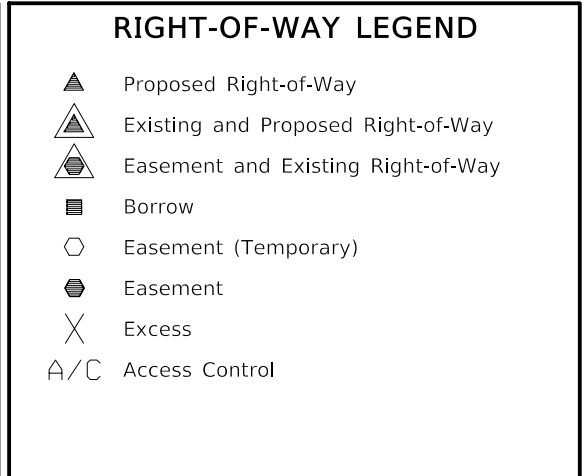 RIGHT-OF-WAY LEGEND
Proposed Right-of-Way
Existing and Proposed Right-of-Way
Easement and Existing Right-of-Way
Borrow
Easement (Temporary)
Easement
X Excess
A/C Access Control